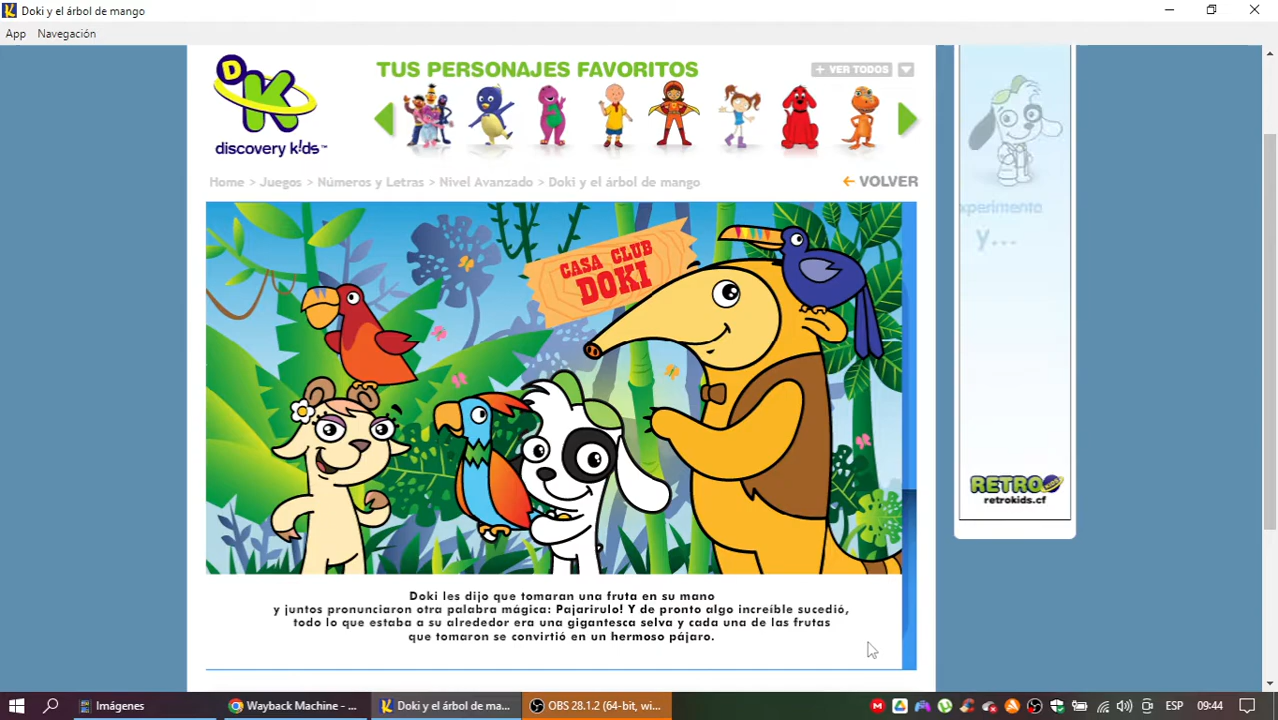 Doki y el árbol de mango
App Navegación
D K
discovery k!ds™
TUS PERSONAJES FAVORITOS
+ VER TODOS
Home > Juegos > Números y Letras > Nivel Avanzado > Doki y el árbol de mango
VOLVER
CASA CLUB
DOKI
xperimento
y...
RETRO
retrokids.cf
Doki les dijo que tomaran una fruta en su mano
y juntos pronunciaron otra palabra mágica: Pajarirulo! Y de pronto algo increíble sucedió,
todo lo que estaba a su alrededor era una gigantesca selva y cada una de las frutas
que tomaron se convirtió en un hermoso pájaro.
Imágenes
Wayback Machine - ...
Doki y el árbol de ma...
OBS 28.1.2 (64-bit, wi...
ESP
09:44